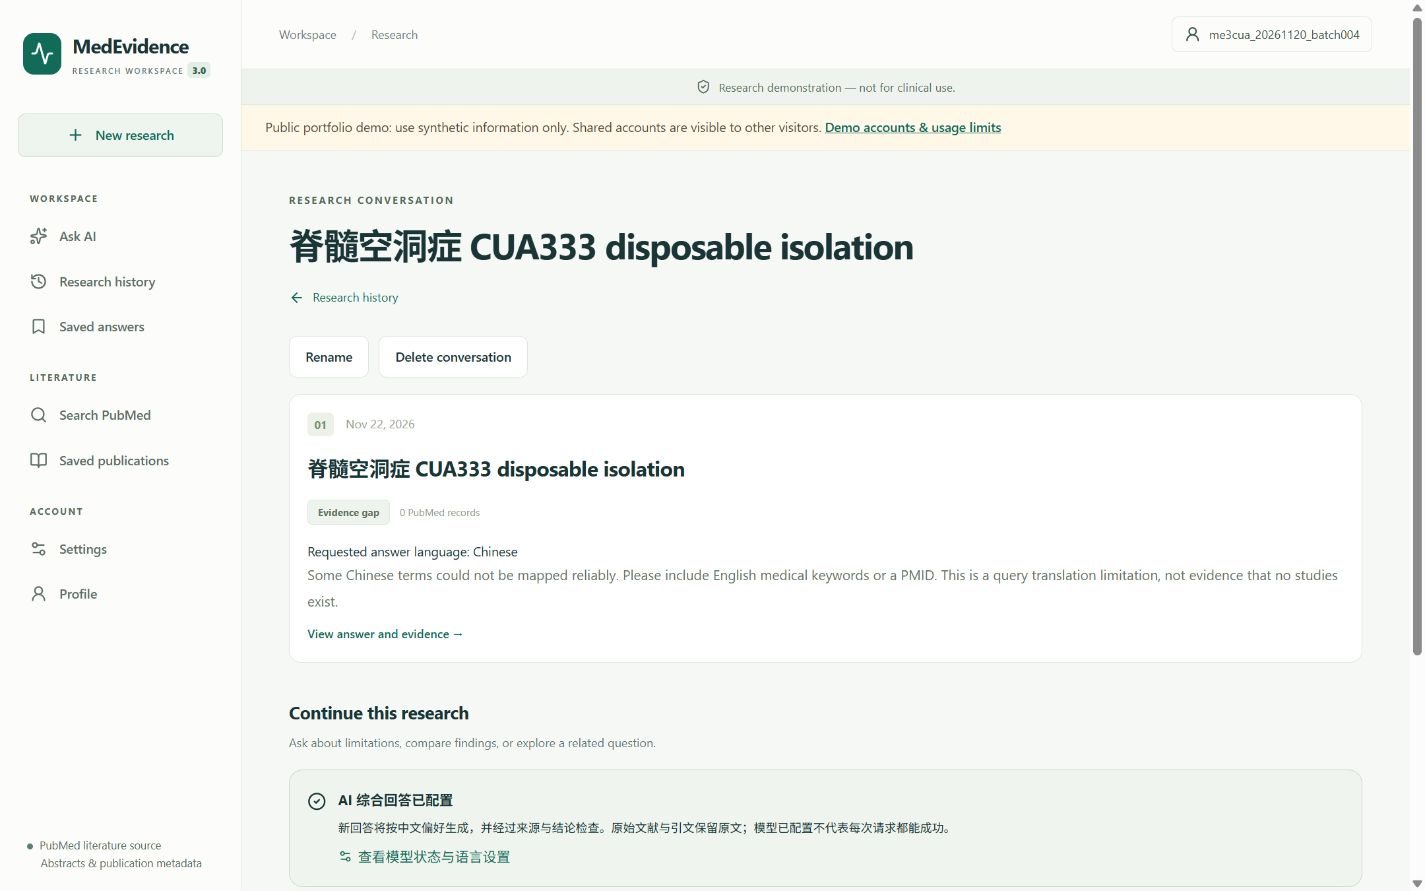 MedEvidence
RESEARCH WORKSPACE 3.0
New research
WORKSPACE
Ask AI
Research history
Saved answers
LITERATURE
Search PubMed
Saved publications
ACCOUNT
Settings
Profile
PubMed literature source
Abstracts & publication metadata
Workspace / Research
me3cua_20261120_batch004
Research demonstration — not for clinical use.
Public portfolio demo: use synthetic information only. Shared accounts are visible to other visitors. Demo accounts & usage limits
RESEARCH CONVERSATION
脊髓空洞症 CUA333 disposable isolation
Research history
Rename
Delete conversation
01 Nov 22, 2026
脊髓空洞症 CUA333 disposable isolation
Evidence gap 0 PubMed records
Requested answer language: Chinese
Some Chinese terms could not be mapped reliably. Please include English medical keywords or a PMID. This is a query translation limitation, not evidence that no studies
exist.
View answer and evidence →
Continue this research
Ask about limitations, compare findings, or explore a related question.
AI 综合回答已配置
新回答将按中文偏好生成，并经过来源与结论检查。原始文献与引文保留原文；模型已配置不代表每次请求都能成功。
查看模型状态与语言设置